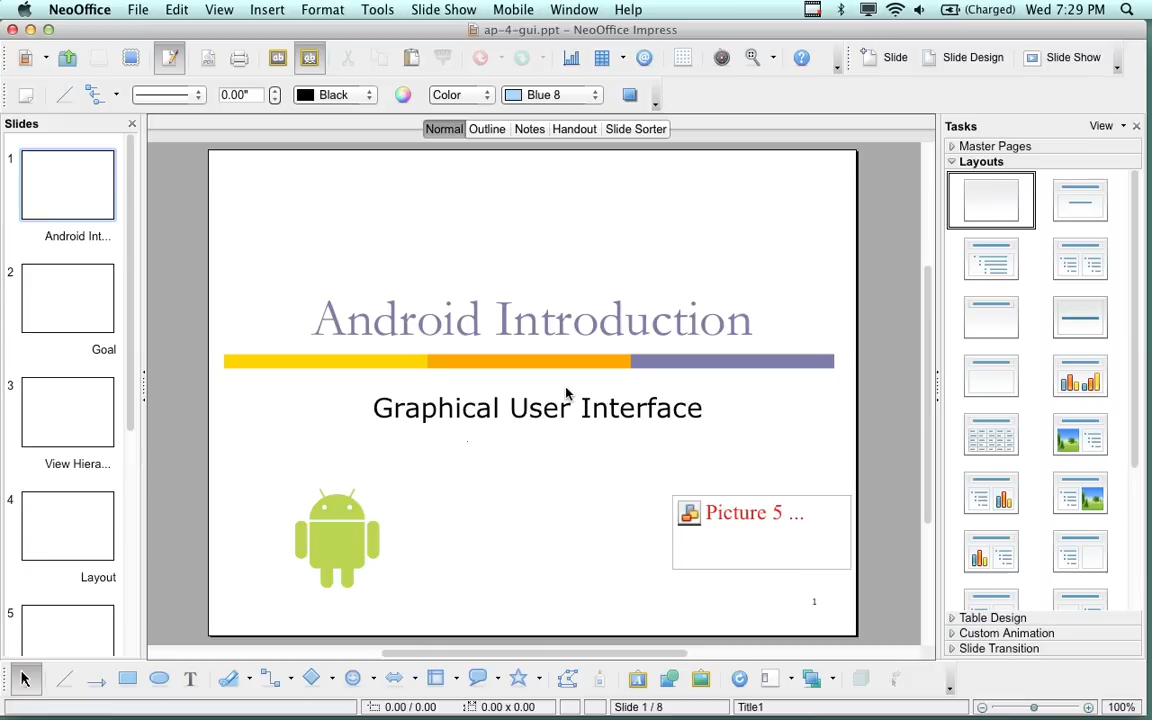 NeoOffice File Edit View Insert Format Tools Slide Show Mobile Window Help (Charged) Wed 7:29 PM
ap-4-gui.ppt – NeoOffice Impress
Slide Slide Design Slide Show
0.00" Black Color Blue 8
Slides
Normal Outline Notes Handout Slide Sorter
Tasks View
Master Pages
Layouts
1
Android Int...
2
Goal
3
View Hiera...
4
Layout
5
Android Introduction
Graphical User Interface
Picture 5 ...
1
Table Design
Custom Animation
Slide Transition
T
0.00 / 0.00 0.00 x 0.00 Slide 1 / 8 Title1 100%